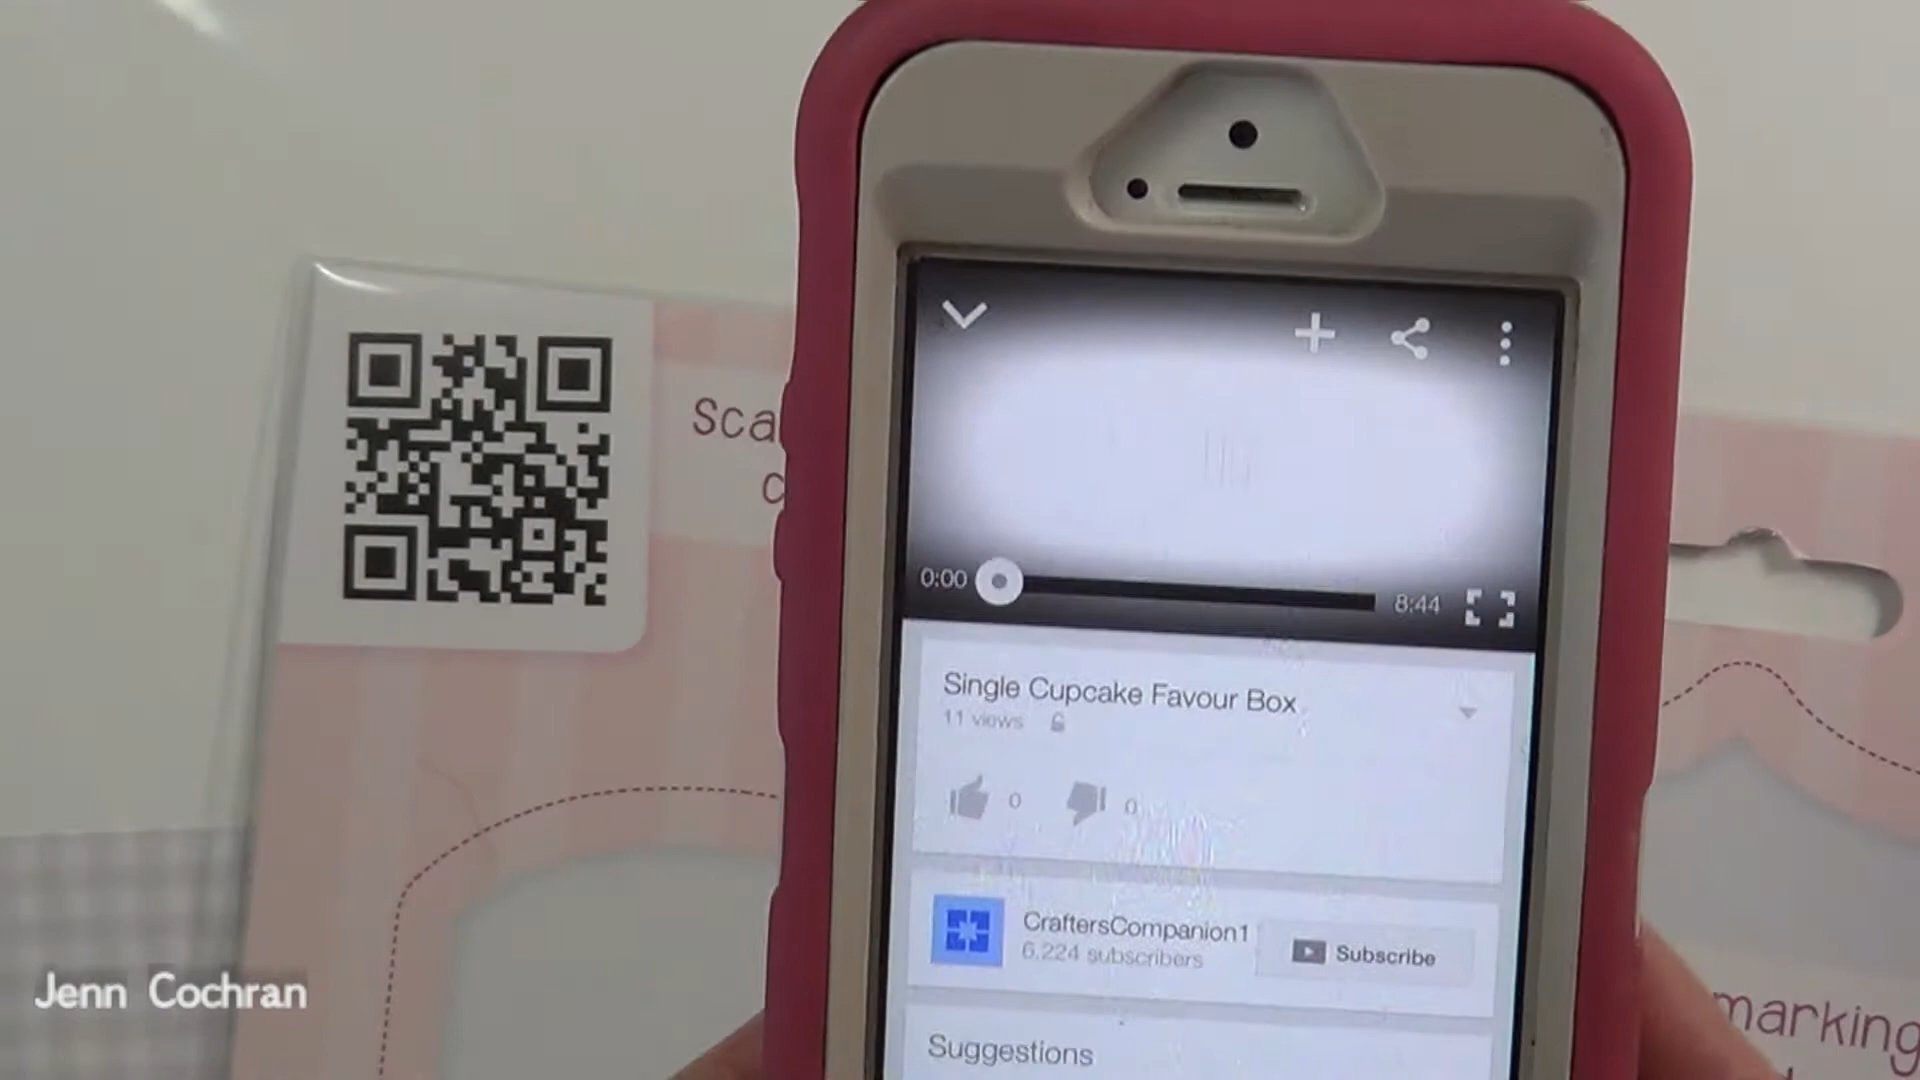 0:00
8:44
Single Cupcake Favour Box
11 views
0
0
CraftersCompanion1
6,224 subscribers
Subscribe
Suggestions
Jenn Cochran
marking